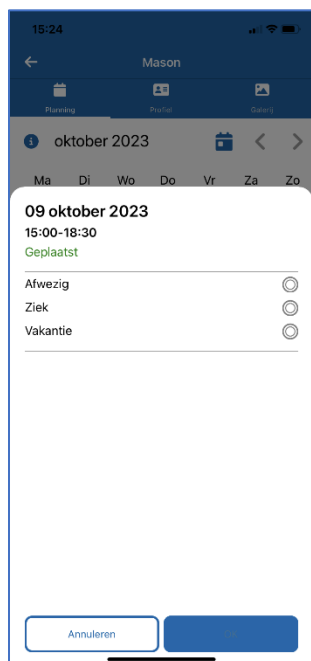 15:24
Mason
Planning
Profiel
Galerij
oktober 2023
Ma Di Wo Do Vr Za Zo
09 oktober 2023
15:00-18:30
Geplaatst
Afwezig
Ziek
Vakantie
Annuleren